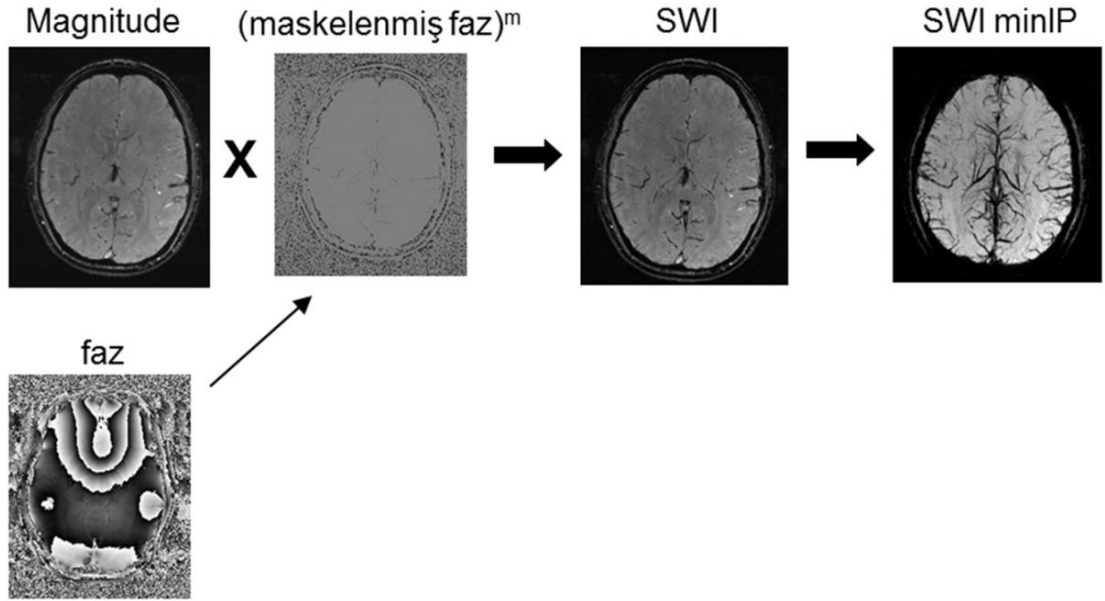 Magnitude
(maskelenmiş faz)ᵐ
SWI
SWI minIP
X
faz